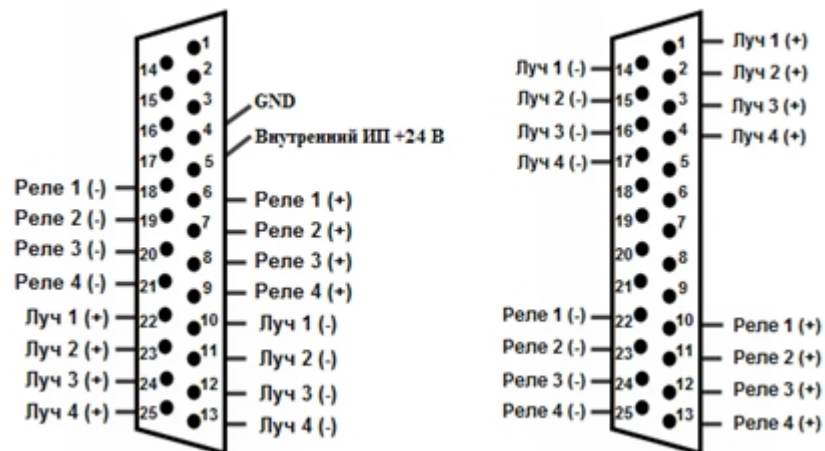 1
14
2
15
3
GND
16
4
Внутренний ИП +24 В
17
5
Реле 1 (-)
18
6
Реле 1 (+)
Реле 2 (-)
19
7
Реле 2 (+)
Реле 3 (-)
20
8
Реле 3 (+)
Реле 4 (-)
21
9
Реле 4 (+)
Луч 1 (+)
22
10
Луч 1 (-)
Луч 2 (+)
23
11
Луч 2 (-)
Луч 3 (+)
24
12
Луч 3 (-)
Луч 4 (+)
25
13
Луч 4 (-)
1
Луч 1 (+)
Луч 1 (-)
14
2
Луч 2 (+)
Луч 2 (-)
15
3
Луч 3 (+)
Луч 3 (-)
16
4
Луч 4 (+)
Луч 4 (-)
17
5
18
6
19
7
20
8
21
9
Реле 1 (-)
22
10
Реле 1 (+)
Реле 2 (-)
23
11
Реле 2 (+)
Реле 3 (-)
24
12
Реле 3 (+)
Реле 4 (-)
25
13
Реле 4 (+)